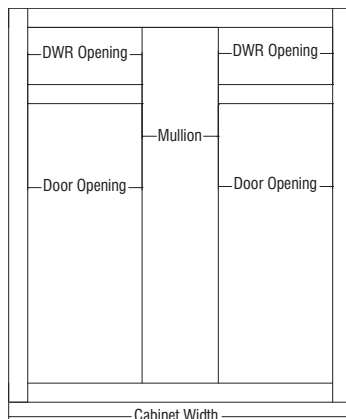 DWR Opening
DWR Opening
Mullion
Door Opening
Door Opening
Cabinet Width